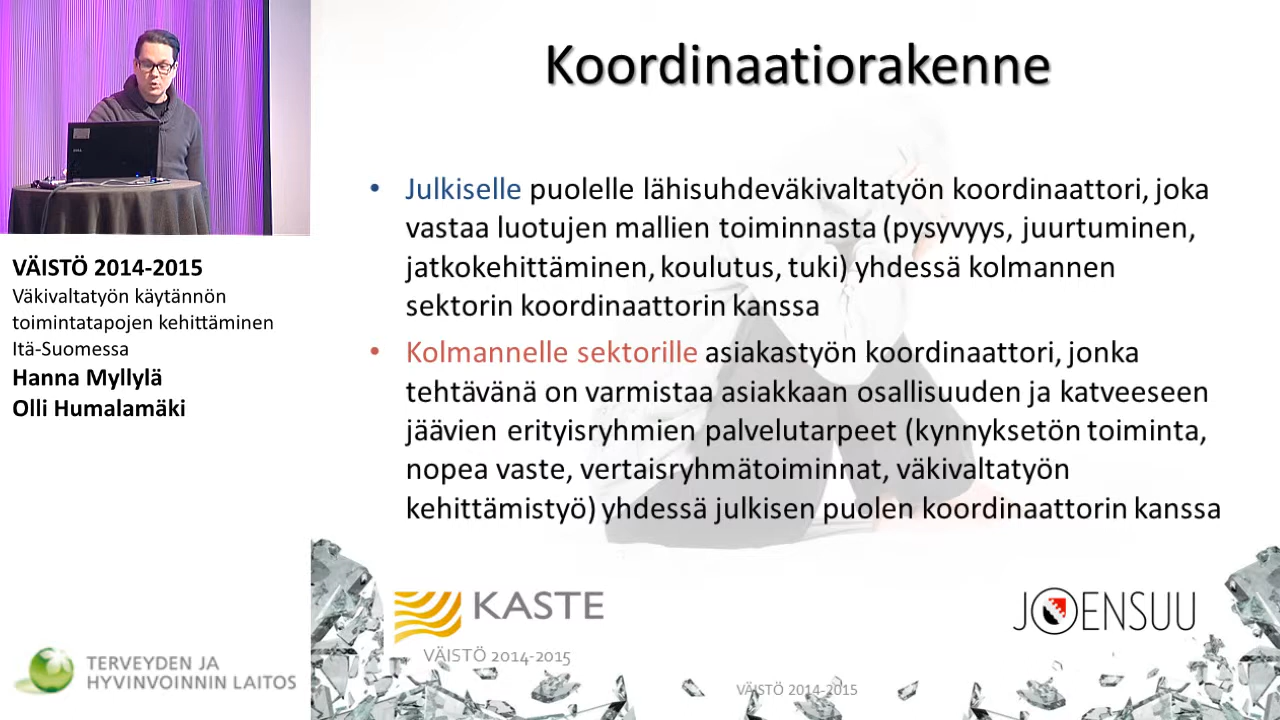 Koordinaatiorakenne
• Julkiselle puolelle lähisuhdeväkivaltatyön koordinaattori, joka
vastaa luotujen mallien toiminnasta (pysyvyys, juurtuminen,
jatkokehittäminen, koulutus, tuki) yhdessä kolmannen
sektorin koordinaattorin kanssa
• Kolmannelle sektorille asiakastyön koordinaattori, jonka
tehtävänä on varmistaa asiakkaan osallisuuden ja katveeseen
jäävien erityisryhmien palvelutarpeet (kynnyksetön toiminta,
nopea vaste, vertaisryhmätoiminnat, väkivaltatyön
kehittämistyö) yhdessä julkisen puolen koordinaattorin kanssa
VÄISTÖ 2014-2015
Väkivaltatyön käytännön
toimintatapojen kehittäminen
Itä-Suomessa
Hanna Myllylä
Olli Humalamäki
TERVEYDEN JA
HYVINVOINNIN LAITOS
KASTE
VÄISTÖ 2014-2015
VÄISTÖ 2014-2015
JOENSUU